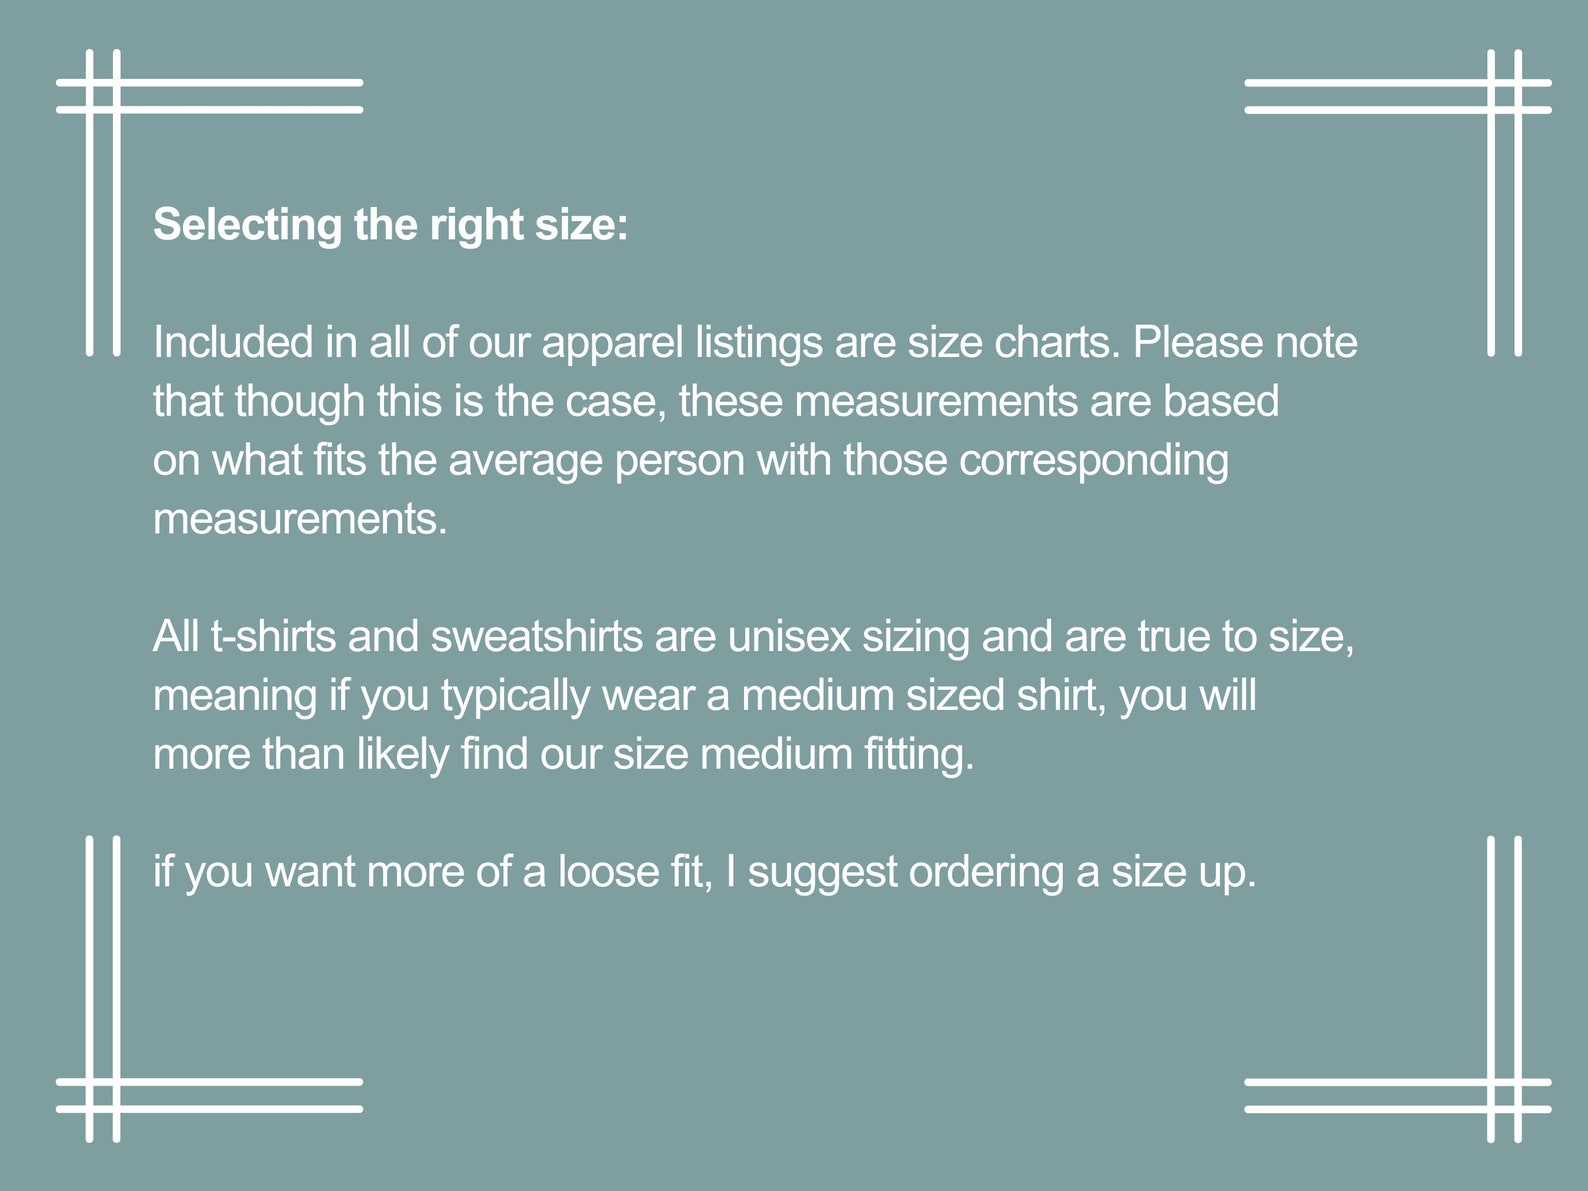 Selecting the right size:
Included in all of our apparel listings are size charts. Please note
that though this is the case, these measurements are based
on what fits the average person with those corresponding
measurements.
All t-shirts and sweatshirts are unisex sizing and are true to size,
meaning if you typically wear a medium sized shirt, you will
more than likely find our size medium fitting.
if you want more of a loose fit, I suggest ordering a size up.